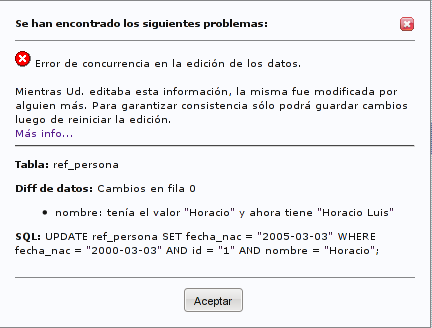 Se han encontrado los siguientes problemas:
Error de concurrencia en la edición de los datos.
Mientras Ud. editaba esta información, la misma fue modificada por
alguien más. Para garantizar consistencia sólo podrá guardar cambios
luego de reiniciar la edición.
Más info...
Tabla: ref_persona
Diff de datos: Cambios en fila 0
• nombre: tenía el valor "Horacio" y ahora tiene "Horacio Luis"
SQL: UPDATE ref_persona SET fecha_nac = "2005-03-03" WHERE
fecha_nac = "2000-03-03" AND id = "1" AND nombre = "Horacio";
Aceptar